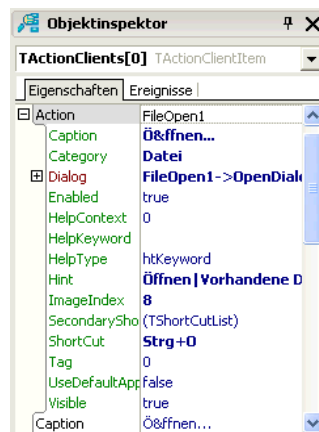 Objektinspektor
TActionClients[0] TActionClientItem
Eigenschaften Ereignisse
Action FileOpen1
Caption Ö&ffnen...
Category Datei
Dialog FileOpen1->OpenDialo
Enabled true
HelpContext 0
HelpKeyword
HelpType htKeyword
Hint Öffnen|Vorhandene D
ImageIndex 8
SecondarySho (TShortCutList)
ShortCut Strg+O
Tag 0
UseDefaultApp false
Visible true
Caption Ö&ffnen...